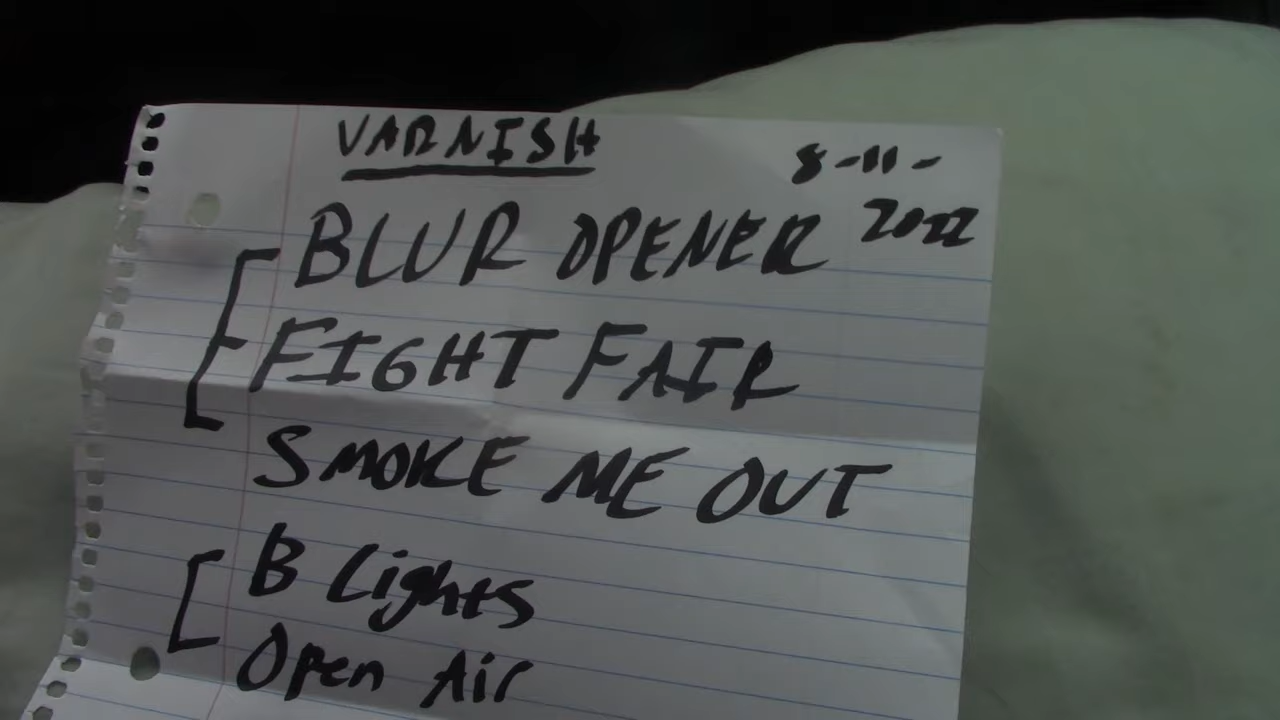 VARNISH
8-11-
2022
BLUR OPENER
FIGHT FAIR
SMOKE ME OUT
B Lights
Open Air